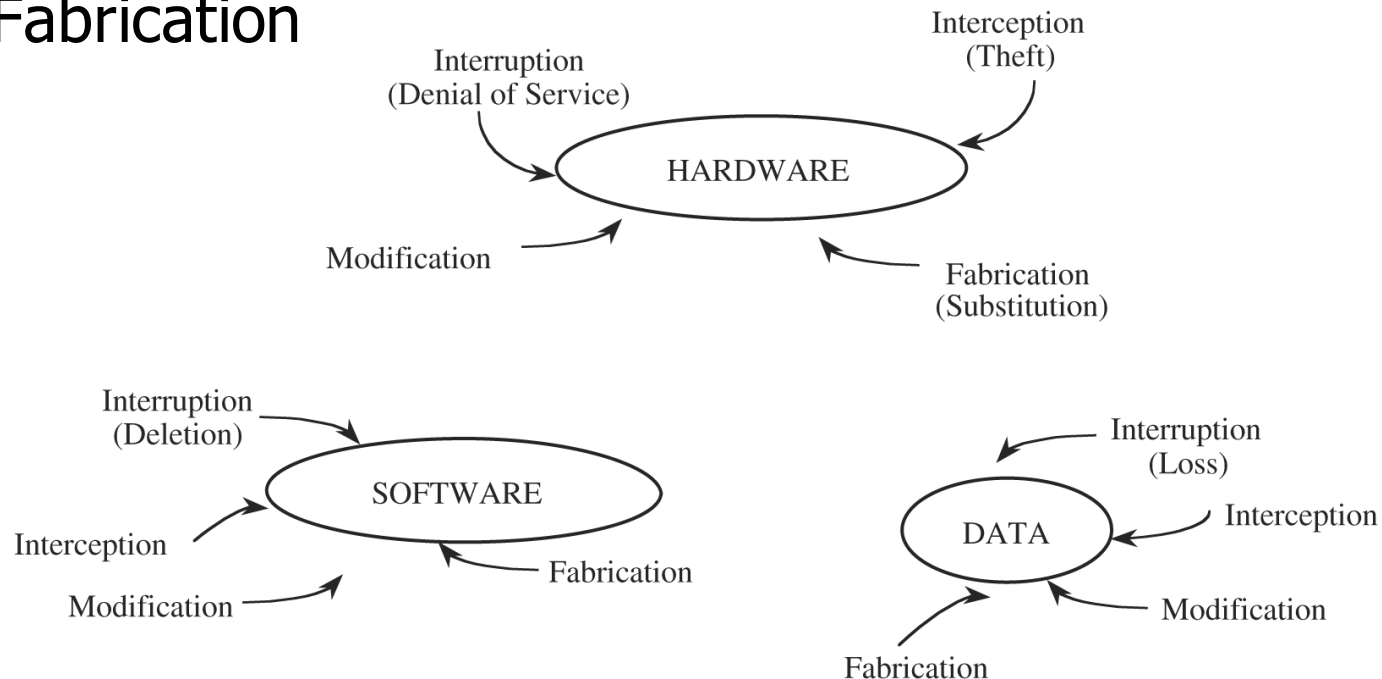 Fabrication
Interruption
(Denial of Service)
Interception
(Theft)
HARDWARE
Modification
Fabrication
(Substitution)
Interruption
(Deletion)
SOFTWARE
Interception
Modification
Fabrication
Interruption
(Loss)
Interception
DATA
Modification
Fabrication